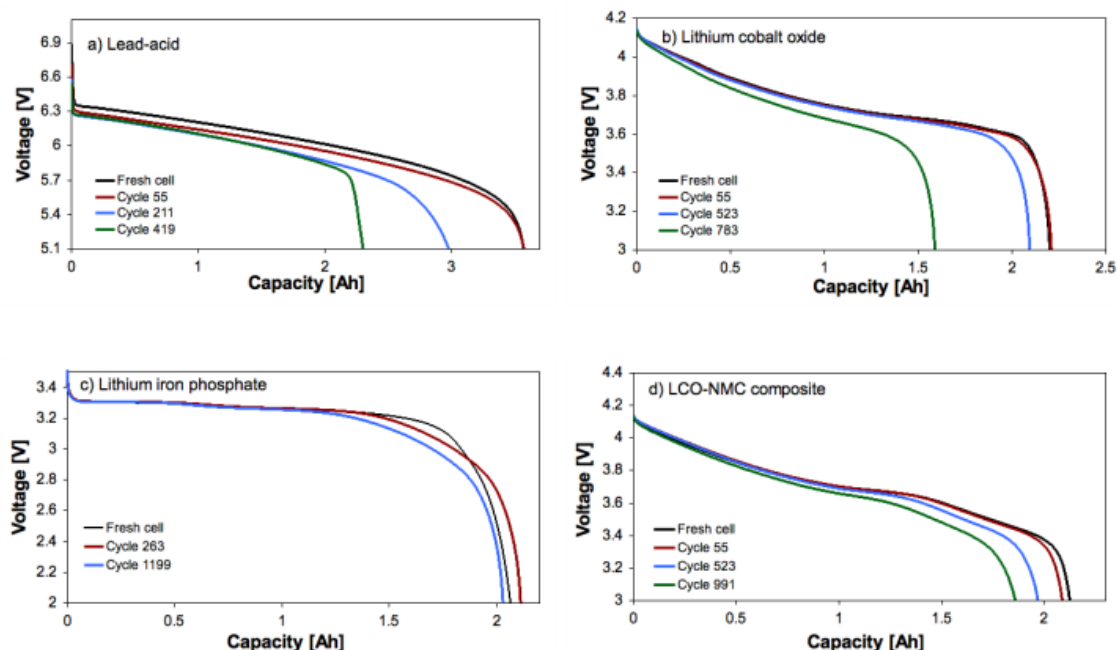 a) Lead-acid
Voltage [V]
6.9
6.6
6.3
6
5.7
5.4
5.1
Fresh cell
Cycle 55
Cycle 211
Cycle 419
0 1 2 3
Capacity [Ah]
b) Lithium cobalt oxide
Voltage [V]
4.2
4
3.8
3.6
3.4
3.2
3
Fresh cell
Cycle 55
Cycle 523
Cycle 783
0 0.5 1 1.5 2 2.5
Capacity [Ah]
c) Lithium iron phosphate
Voltage [V]
3.4
3.2
3
2.8
2.6
2.4
2.2
2
Fresh cell
Cycle 263
Cycle 1199
0 0.5 1 1.5 2
Capacity [Ah]
d) LCO-NMC composite
Voltage [V]
4.4
4.2
4
3.8
3.6
3.4
3.2
3
Fresh cell
Cycle 55
Cycle 523
Cycle 991
0 0.5 1 1.5 2
Capacity [Ah]